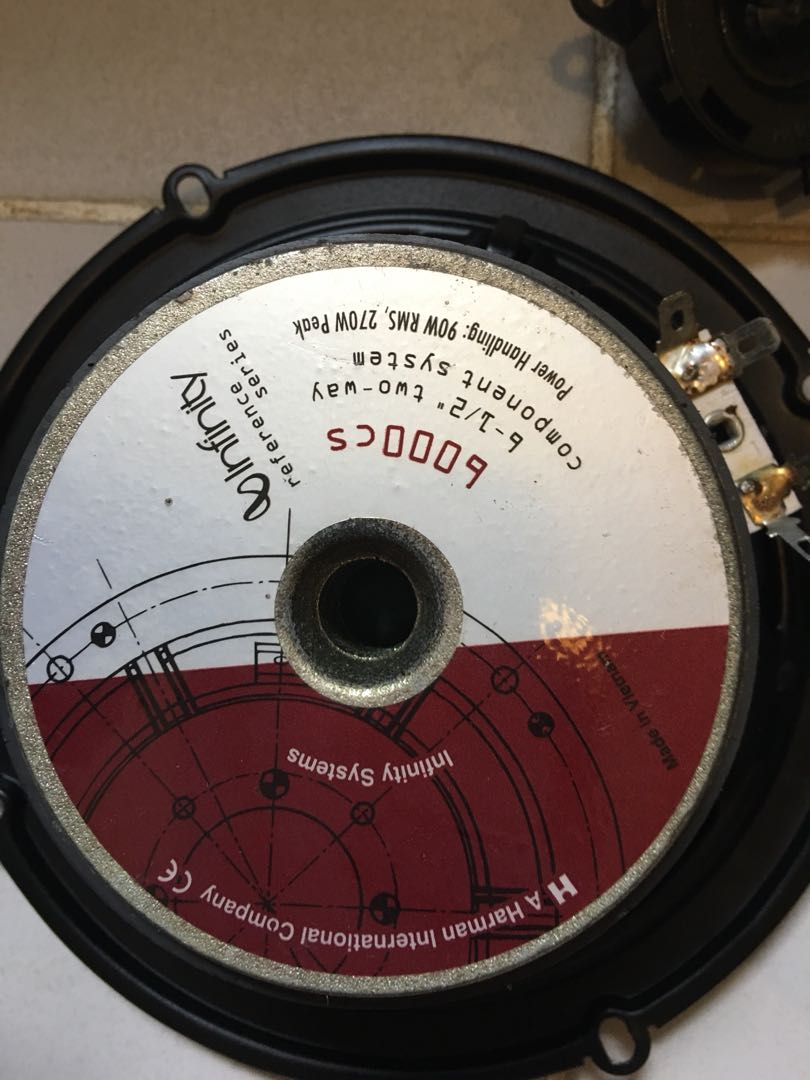 Infinity
reference series
6000cs
6-1/2" two-way
component system
Power Handling: 90W RMS, 270W Peak
Infinity Systems
H A Harman International Company CE
Made in Vietnam